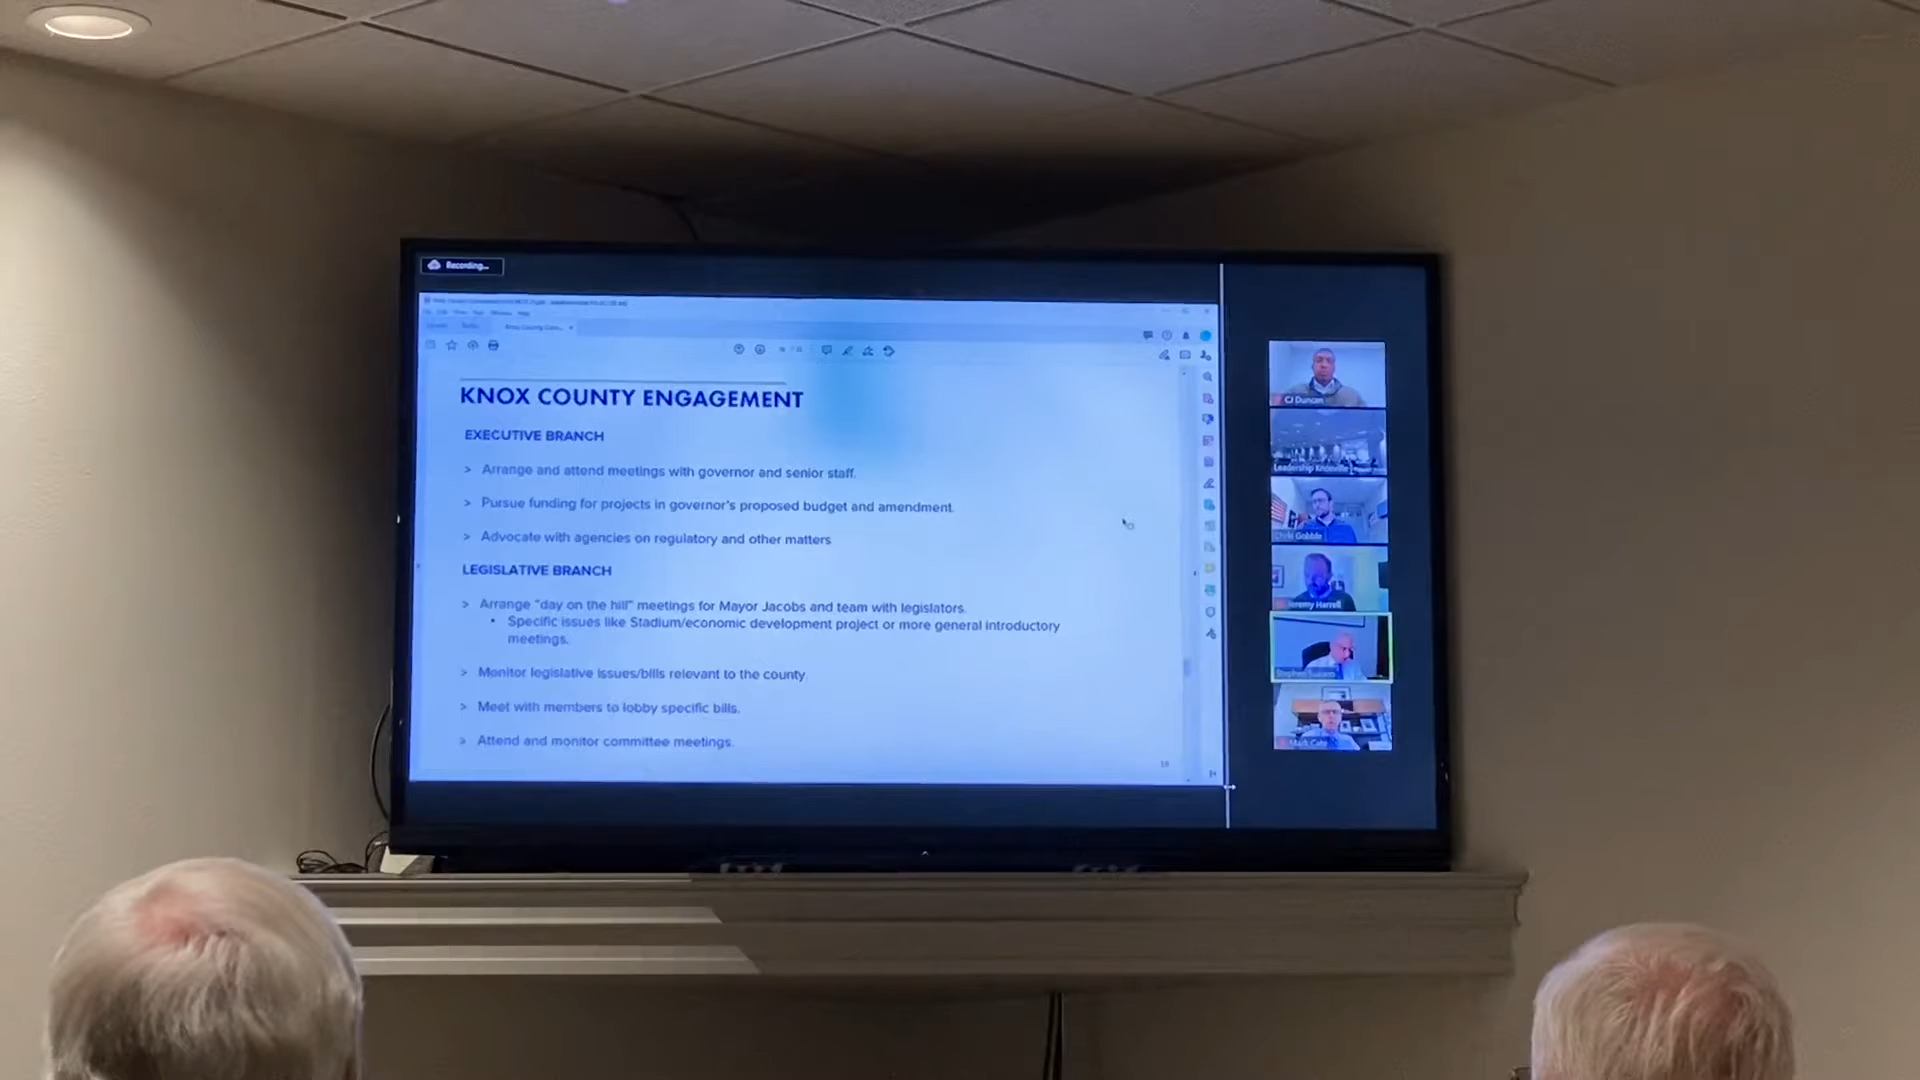 Recording...
KNOX COUNTY ENGAGEMENT
EXECUTIVE BRANCH
> Arrange and attend meetings with governor and senior staff.
> Pursue funding for projects in governor's proposed budget and amendment.
> Advocate with agencies on regulatory and other matters
LEGISLATIVE BRANCH
> Arrange "day on the hill" meetings for Mayor Jacobs and team with legislators.
• Specific issues like Stadium/economic development project or more general introductory
meetings.
> Monitor legislative issues/bills relevant to the county
> Meet with members to lobby specific bills.
> Attend and monitor committee meetings.
CJ Duncan
Leadership Knoxville
Chris Gobble
Jeremy Harrell
Stephen
Mark